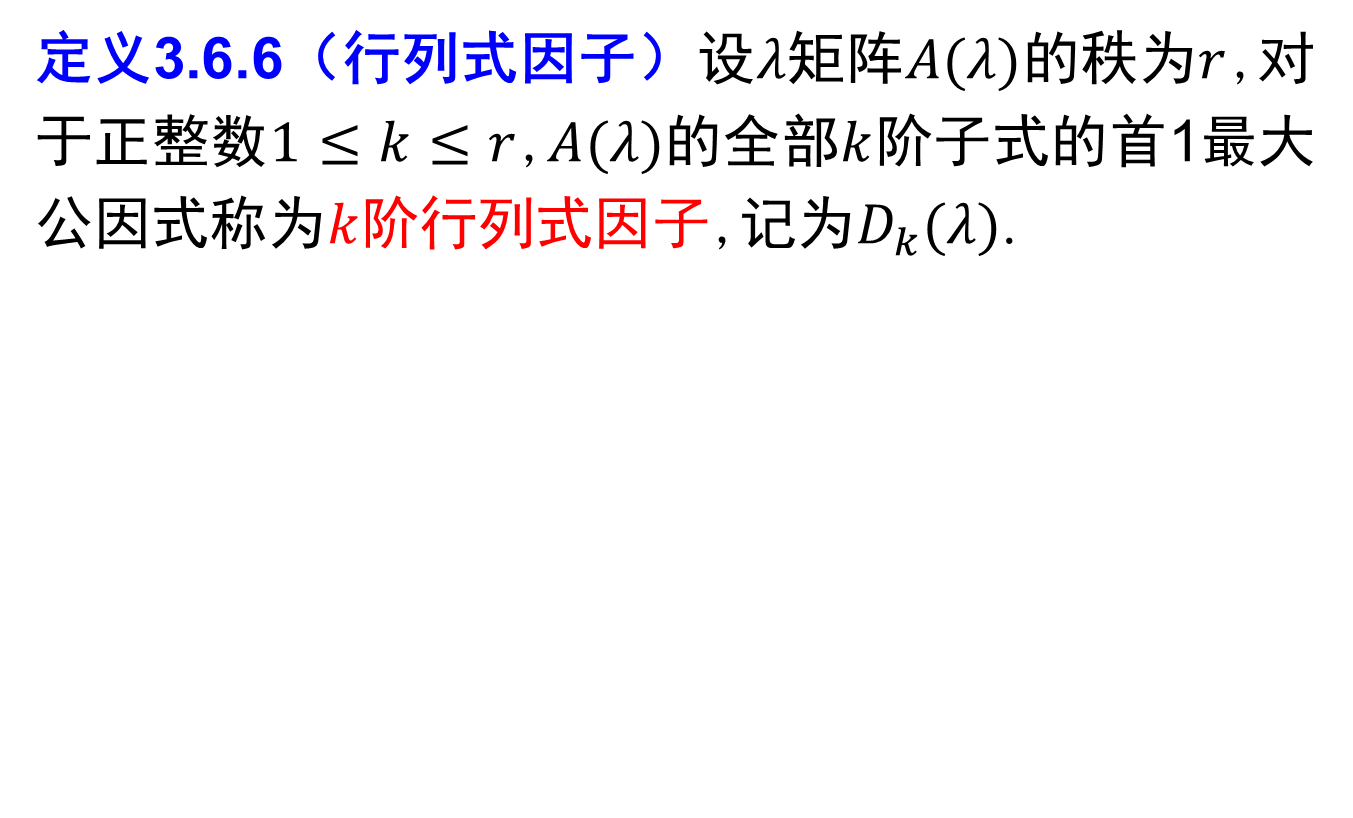 定义3.6.6（行列式因子）设λ矩阵A(λ)的秩为r, 对
于正整数1 ≤ k ≤ r, A(λ)的全部k阶子式的首1最大
公因式称为k阶行列式因子, 记为Dₖ(λ).